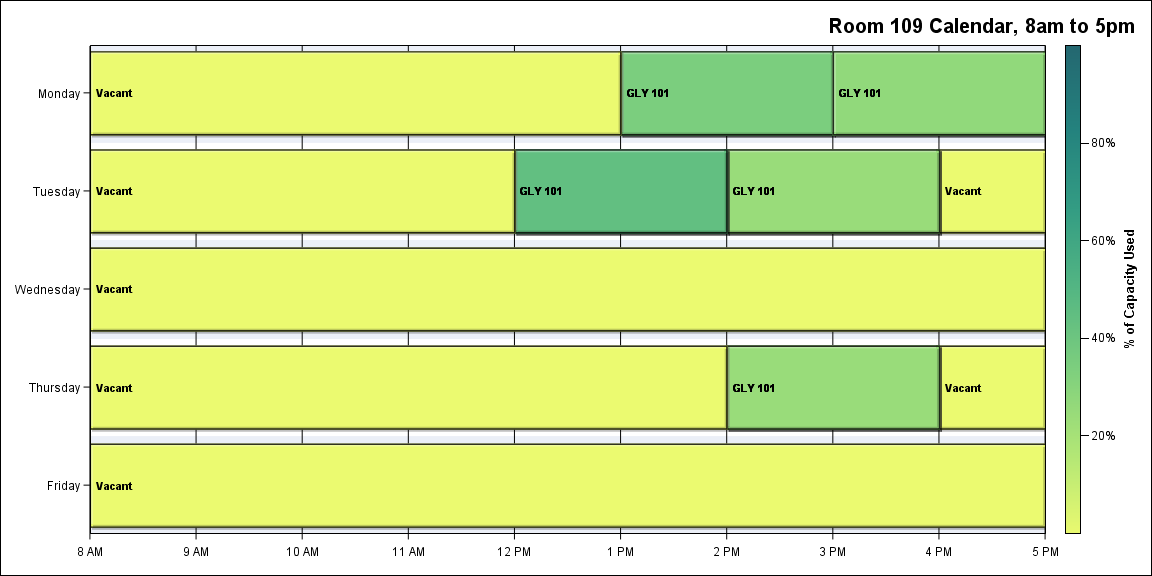 Room 109 Calendar, 8am to 5pm
Monday
Vacant
GLY 101
GLY 101
Tuesday
Vacant
GLY 101
GLY 101
Vacant
Wednesday
Vacant
Thursday
Vacant
GLY 101
Vacant
Friday
Vacant
8 AM
9 AM
10 AM
11 AM
12 PM
1 PM
2 PM
3 PM
4 PM
5 PM
80%
60%
40%
20%
% of Capacity Used